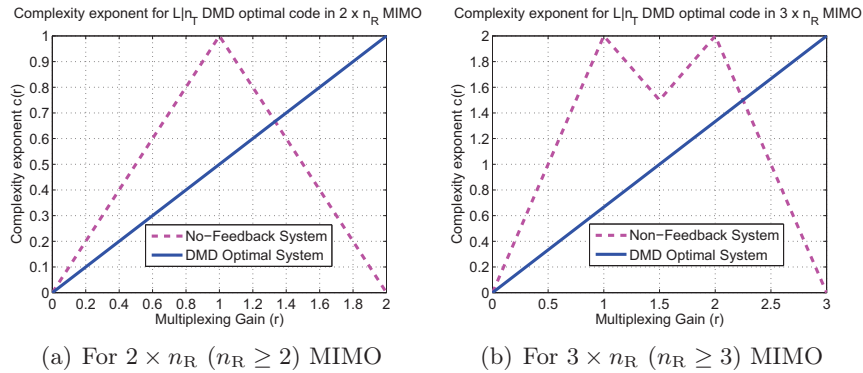 Complexity exponent for L|n_T DMD optimal code in 2 x n_R MIMO
1
0.9
0.8
0.7
0.6
0.5
0.4
0.3
0.2
0.1
0
Complexity exponent c(r)
No−Feedback System
DMD Optimal System
0 0.2 0.4 0.6 0.8 1 1.2 1.4 1.6 1.8 2
Multiplexing Gain (r)
(a) For 2 × n_R (n_R ≥ 2) MIMO
Complexity exponent for L|n_T DMD optimal code in 3 x n_R MIMO
2
1.8
1.6
1.4
1.2
1
0.8
0.6
0.4
0.2
0
Complexity exponent c(r)
Non−Feedback System
DMD Optimal System
0 0.5 1 1.5 2 2.5 3
Multiplexing Gain (r)
(b) For 3 × n_R (n_R ≥ 3) MIMO